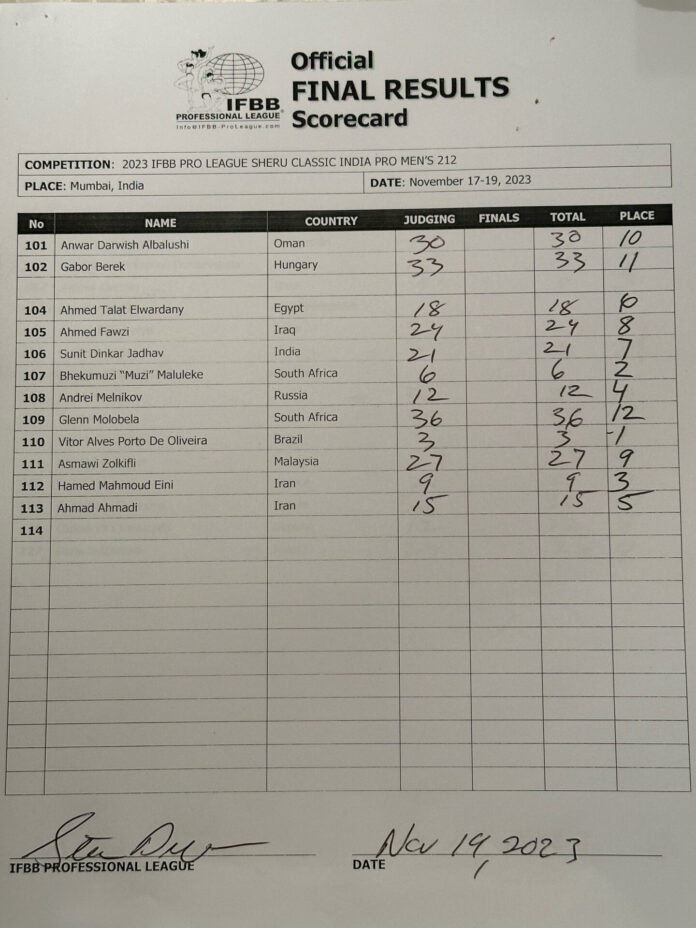 Official
FINAL RESULTS
Scorecard
IFBB
PROFESSIONAL LEAGUE
Info@IFBB-ProLeague.com
COMPETITION: 2023 IFBB PRO LEAGUE SHERU CLASSIC INDIA PRO MEN'S 212
PLACE: Mumbai, India DATE: November 17-19, 2023
No NAME COUNTRY JUDGING FINALS TOTAL PLACE
101 Anwar Darwish Albalushi Oman 30 30 10
102 Gabor Berek Hungary 33 33 11
104 Ahmed Talat Elwardany Egypt 18 18 6
105 Ahmed Fawzi Iraq 24 24 8
106 Sunit Dinkar Jadhav India 21 21 7
107 Bhekumuzi "Muzi" Maluleke South Africa 6 6 2
108 Andrei Melnikov Russia 12 12 4
109 Glenn Molobela South Africa 36 36 12
110 Vitor Alves Porto De Oliveira Brazil 3 3 1
111 Asmawi Zolkifli Malaysia 27 27 9
112 Hamed Mahmoud Eini Iran 9 9 3
113 Ahmad Ahmadi Iran 15 15 5
114
Nov 19, 2023
IFBB PROFESSIONAL LEAGUE DATE